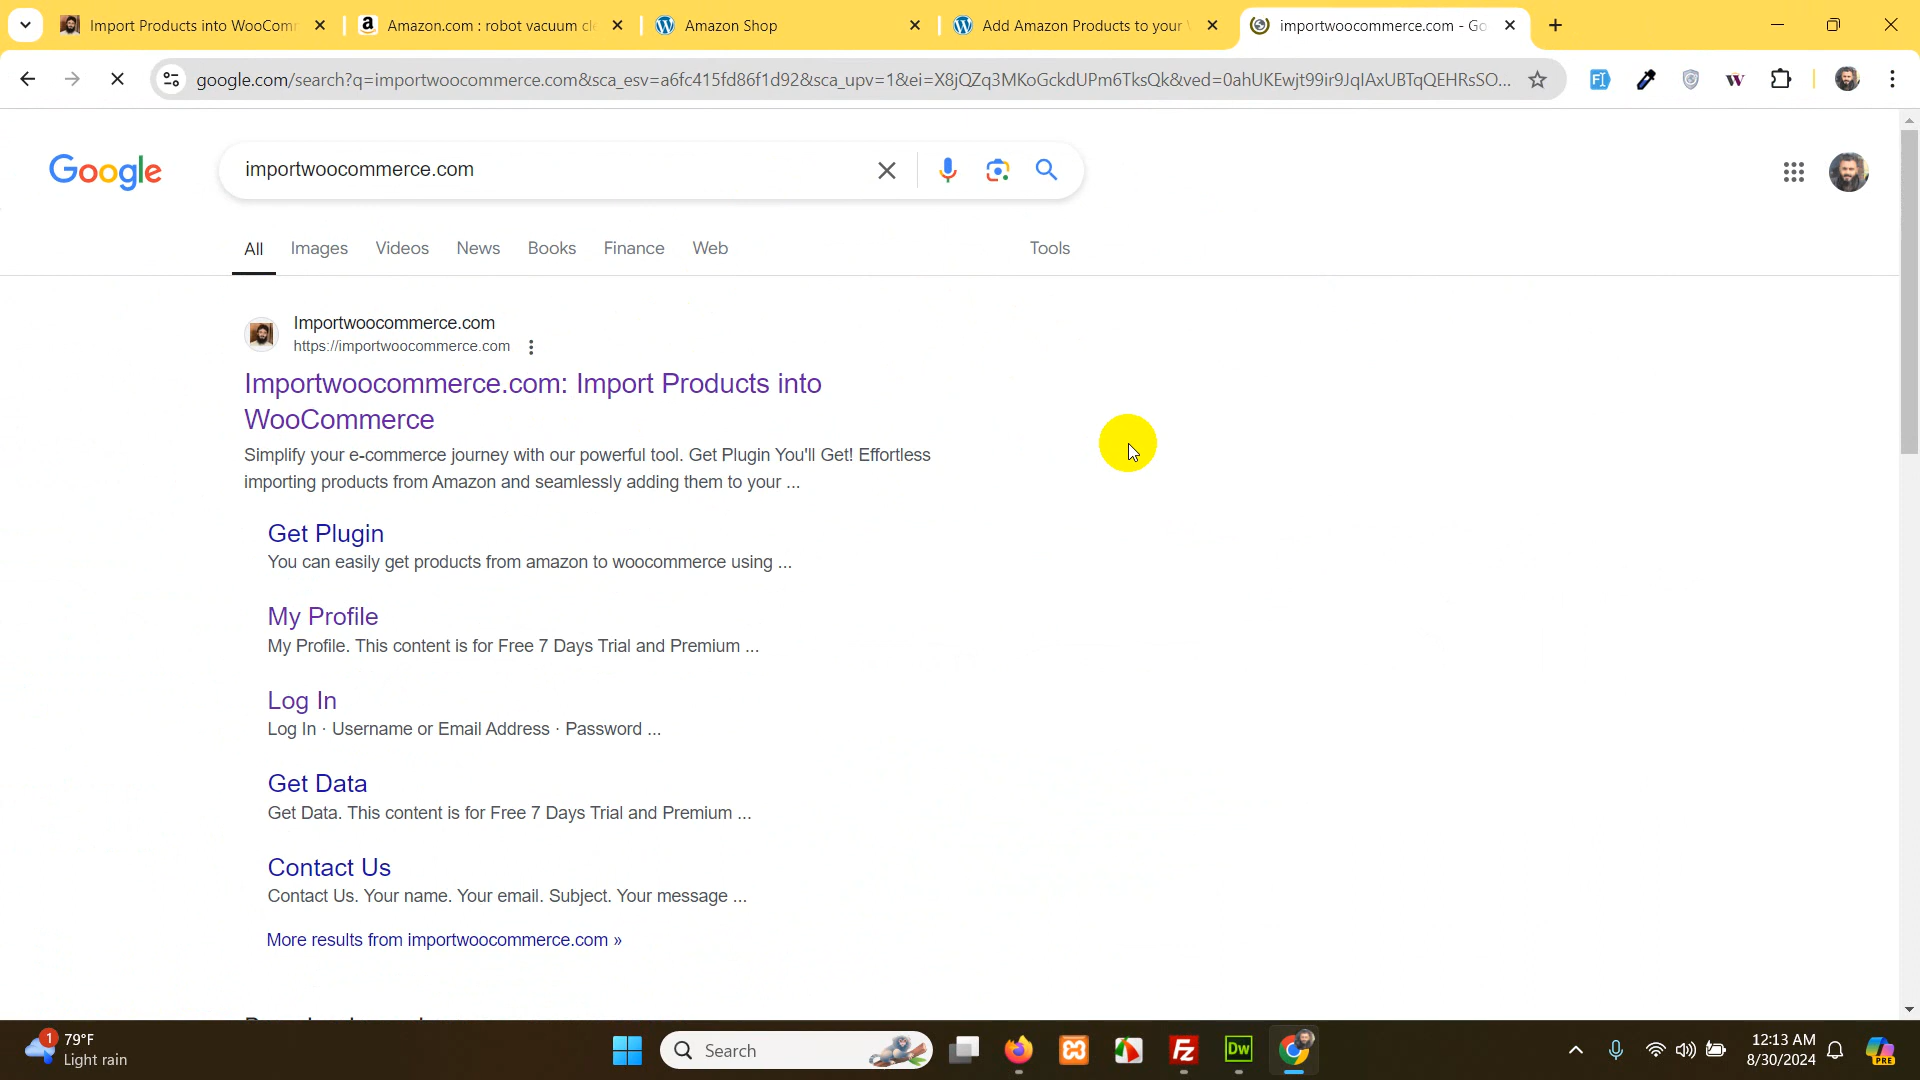 Import Products into WooComm
Amazon.com : robot vacuum cle
Amazon Shop
Add Amazon Products to your
importwoocommerce.com - Go
google.com/search?q=importwoocommerce.com&sca_esv=a6fc415fd86f1d92&sca_upv=1&ei=X8jQZq3MKoGckdUPm6TksQk&ved=0ahUKEwjt99ir9JqIAxUBTqQEHRsSO...
Google
importwoocommerce.com
All
Images
Videos
News
Books
Finance
Web
Tools
Importwoocommerce.com
https://importwoocommerce.com
Importwoocommerce.com: Import Products into
WooCommerce
Simplify your e-commerce journey with our powerful tool. Get Plugin You'll Get! Effortless
importing products from Amazon and seamlessly adding them to your ...
Get Plugin
You can easily get products from amazon to woocommerce using ...
My Profile
My Profile. This content is for Free 7 Days Trial and Premium ...
Log In
Log In · Username or Email Address · Password ...
Get Data
Get Data. This content is for Free 7 Days Trial and Premium ...
Contact Us
Contact Us. Your name. Your email. Subject. Your message ...
More results from importwoocommerce.com »
1
79°F
Light rain
Search
Fz
Dw
12:13 AM
8/30/2024
PRE